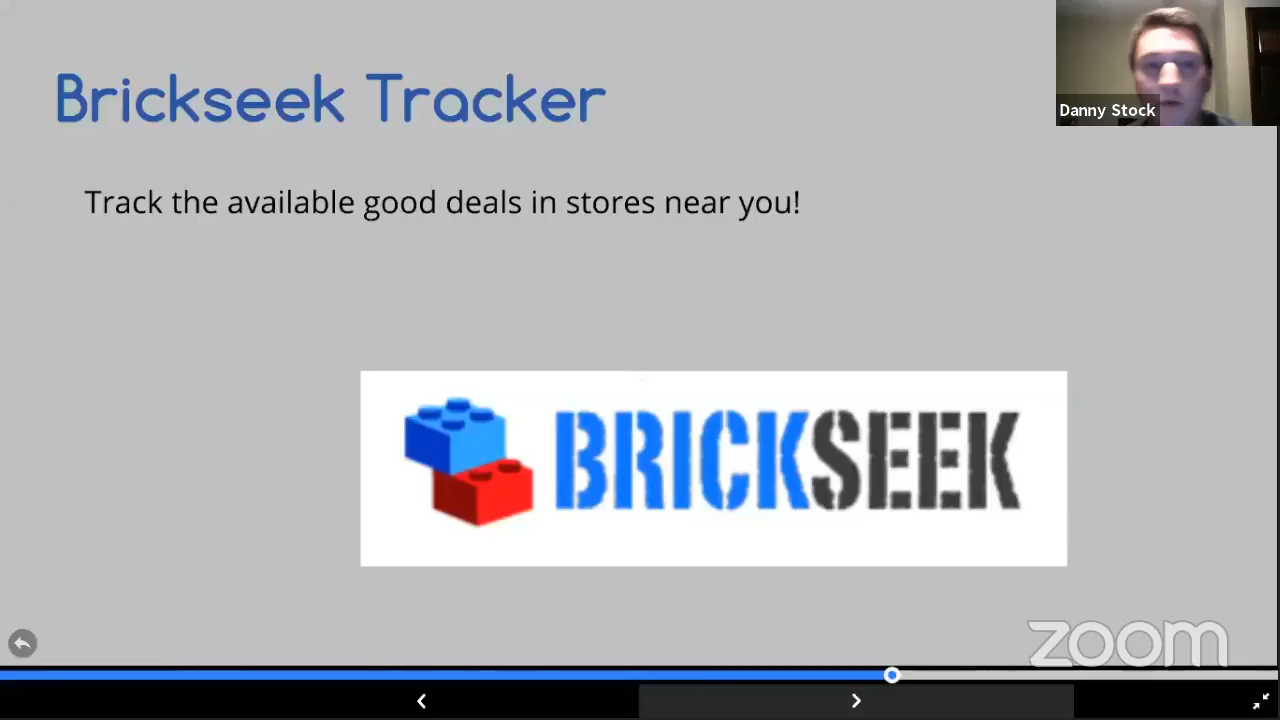 Brickseek Tracker
Danny Stock
Track the available good deals in stores near you!
BRICKSEEK
zoom